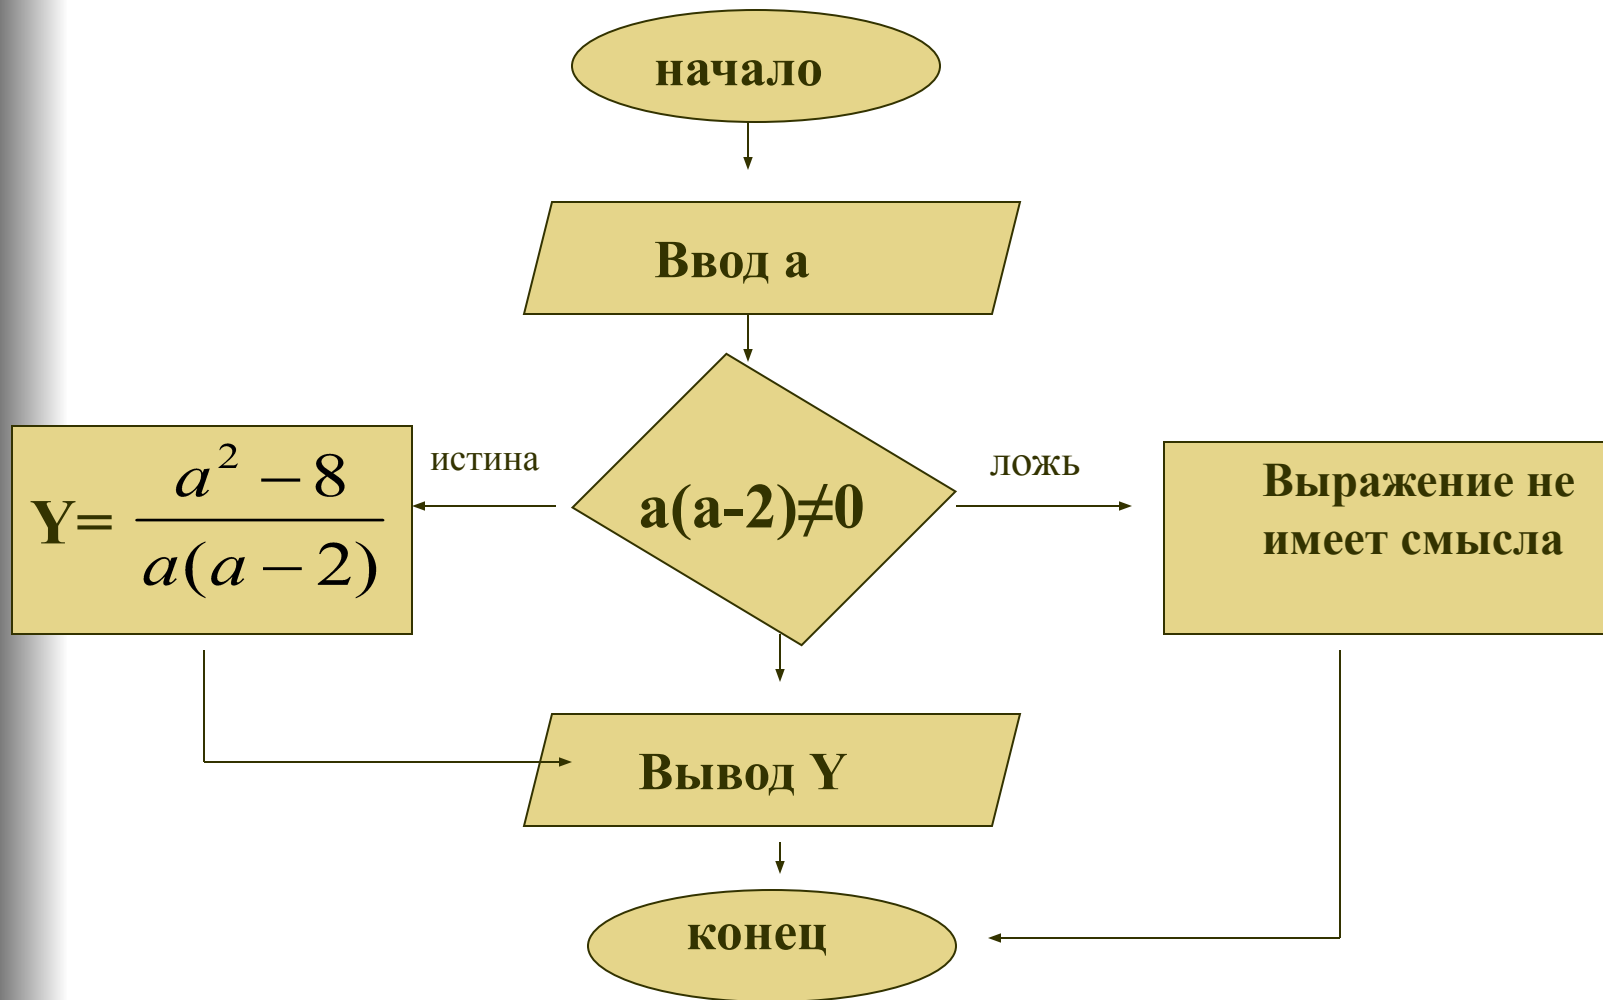 начало
Ввод а
истина
ложь
Y= a² − 8 / a(a − 2)
а(а-2)≠0
Выражение не
имеет смысла
Вывод Y
конец